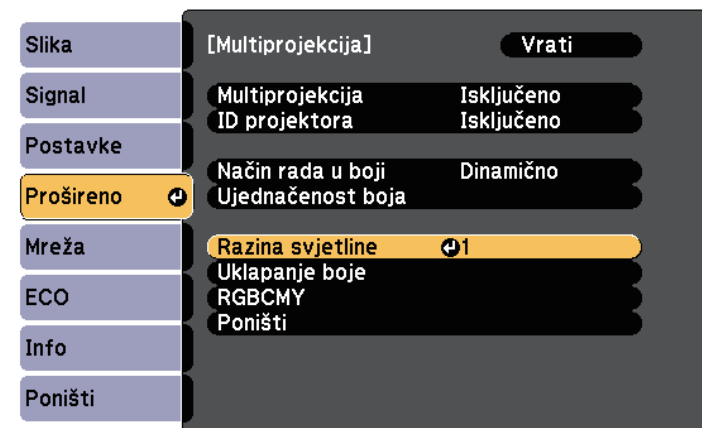 Slika
Signal
Postavke
Prošireno
Mreža
ECO
Info
Poništi
[Multiprojekcija] Vrati
Multiprojekcija Isključeno
ID projektora Isključeno
Način rada u boji Dinamično
Ujednačenost boja
Razina svjetline 1
Uklapanje boje
RGBCMY
Poništi